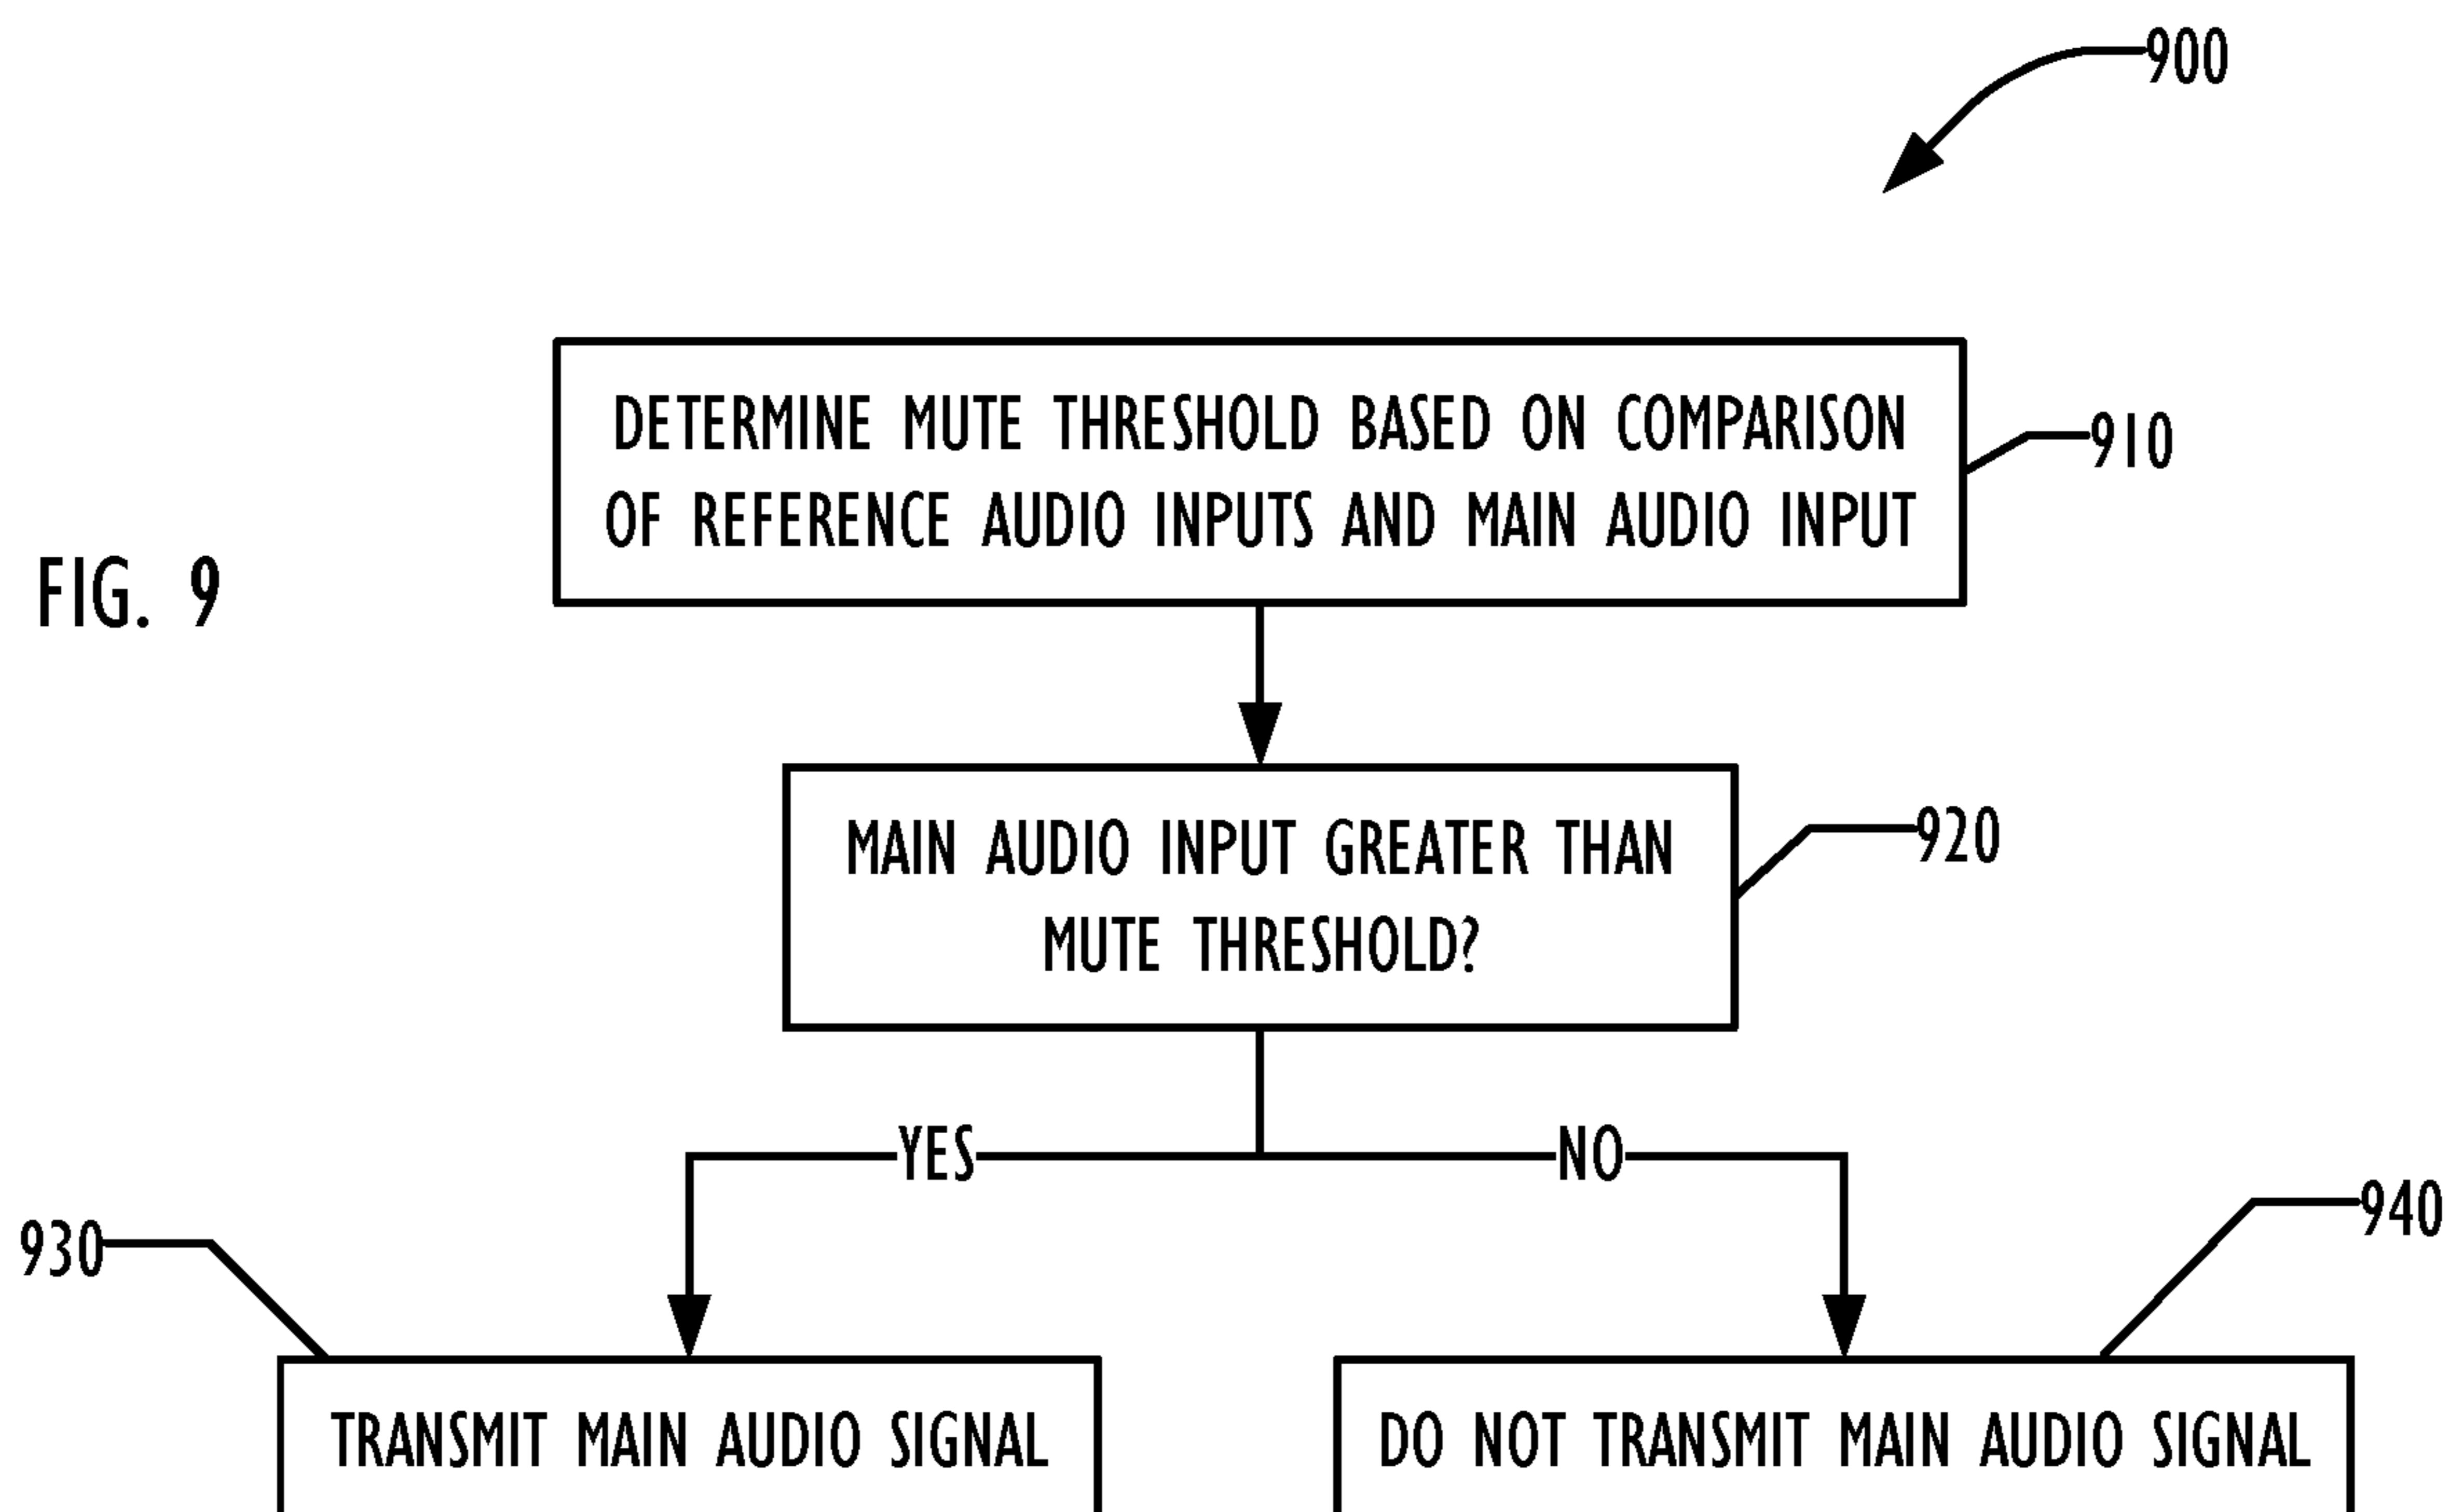 900
DETERMINE MUTE THRESHOLD BASED ON COMPARISON
OF REFERENCE AUDIO INPUTS AND MAIN AUDIO INPUT
910
FIG. 9
MAIN AUDIO INPUT GREATER THAN
MUTE THRESHOLD?
920
YES
NO
930
940
TRANSMIT MAIN AUDIO SIGNAL
DO NOT TRANSMIT MAIN AUDIO SIGNAL